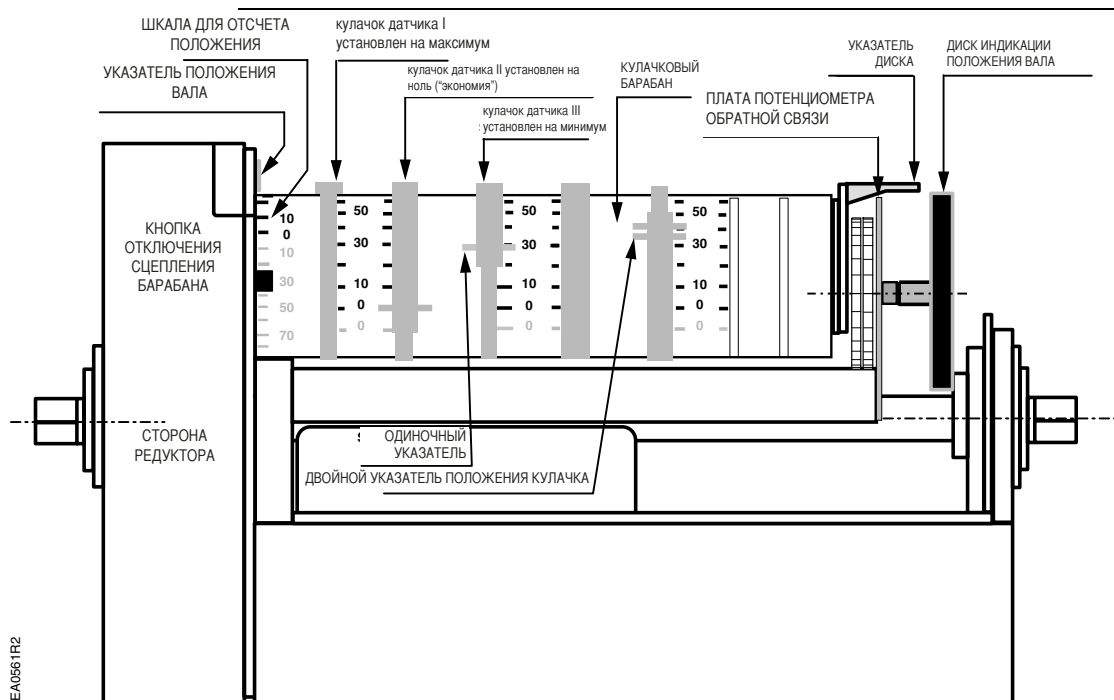 ШКАЛА ДЛЯ ОТСЧЕТА
ПОЛОЖЕНИЯ
УКАЗАТЕЛЬ ПОЛОЖЕНИЯ
ВАЛА
кулачок датчика I
установлен на максимум
кулачок датчика II установлен на
ноль ("экономия")
кулачок датчика III
установлен на минимум
КУЛАЧКОВЫЙ
БАРАБАН
ПЛАТА ПОТЕНЦИОМЕТРА
ОБРАТНОЙ СВЯЗИ
УКАЗАТЕЛЬ
ДИСКА
ДИСК ИНДИКАЦИИ
ПОЛОЖЕНИЯ ВАЛА
КНОПКА
ОТКЛЮЧЕНИЯ
СЦЕПЛЕНИЯ
БАРАБАНА
10
0
10
30
50
70
50
30
10
0
0
50
30
10
0
0
50
30
10
0
0
СТОРОНА
РЕДУКТОРА
ОДИНОЧНЫЙ
УКАЗАТЕЛЬ
ДВОЙНОЙ УКАЗАТЕЛЬ ПОЛОЖЕНИЯ КУЛАЧКА
EA0561R2